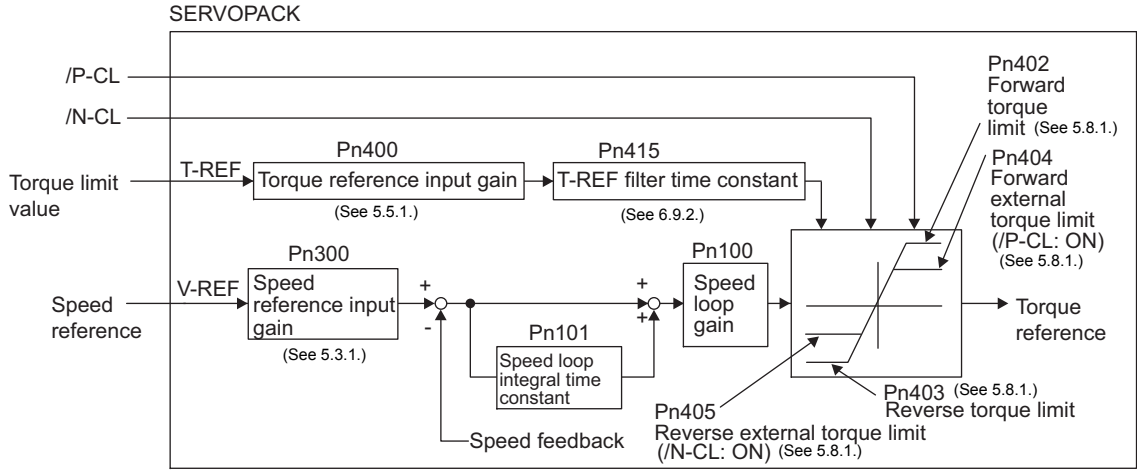 SERVOPACK
/P-CL
/N-CL
Pn402
Forward
torque
limit (See 5.8.1.)
Pn404
Forward
external
torque limit
(/P-CL: ON)
(See 5.8.1.)
Torque limit
value
T-REF
Pn400
Torque reference input gain
(See 5.5.1.)
Pn415
T-REF filter time constant
(See 6.9.2.)
Speed
reference
V-REF
Pn300
Speed
reference input
gain
(See 5.3.1.)
+
-
Pn101
Speed loop
integral time
constant
+
+
Pn100
Speed
loop
gain
Torque
reference
Speed feedback
Pn403 (See 5.8.1.)
Reverse torque limit
Pn405
Reverse external torque limit
(/N-CL: ON) (See 5.8.1.)